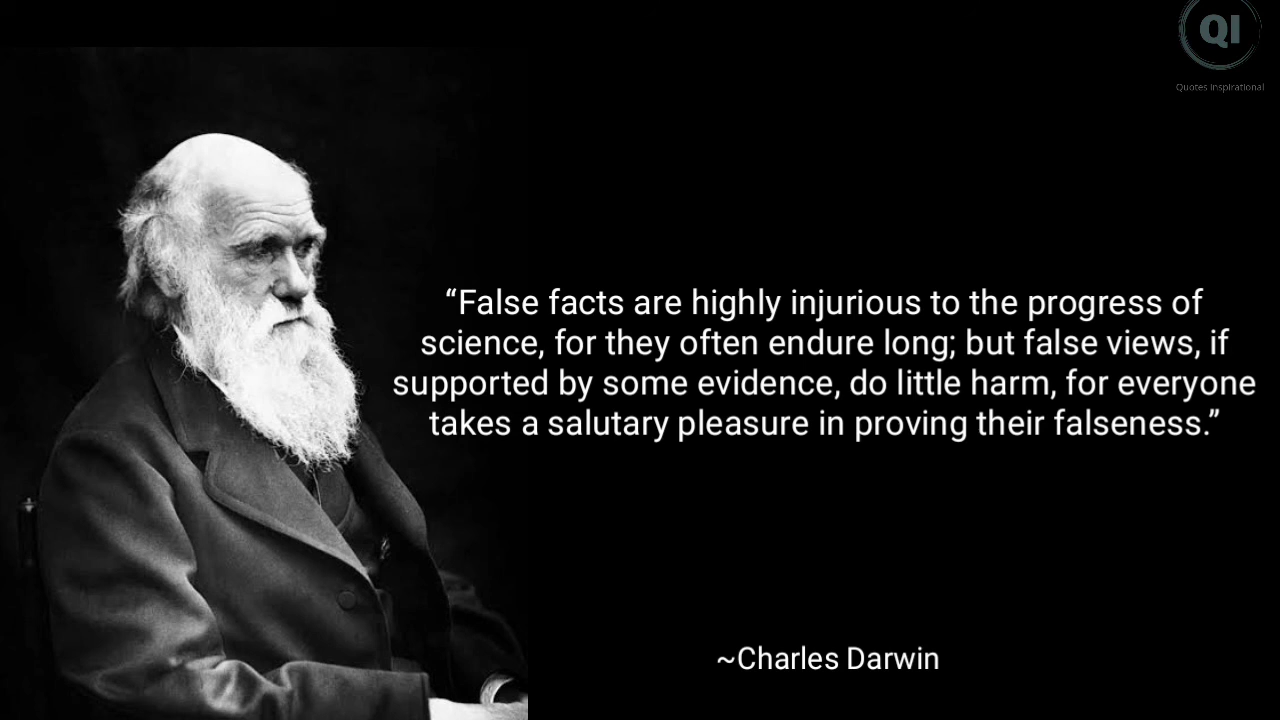 QI
Quotes Inspirational
“False facts are highly injurious to the progress of
science, for they often endure long; but false views, if
supported by some evidence, do little harm, for everyone
takes a salutary pleasure in proving their falseness.”
~Charles Darwin